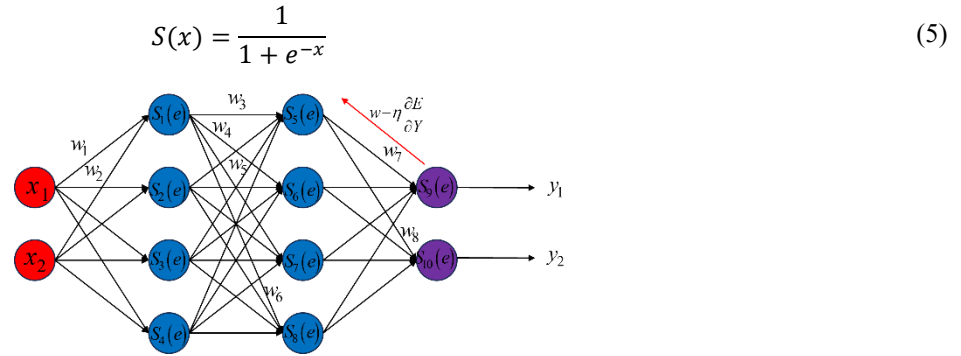 S(x) = 1 / (1 + e^{-x}) (5)
w_3
S_1(e) S_5(e)
w - η ∂E/∂Y
w_4
w_1 w_7
w_2 w_5
x_1 S_2(e) S_6(e) S_9(e) y_1
w_8
x_2 S_3(e) S_7(e) S_10(e) y_2
w_6
S_4(e) S_8(e)